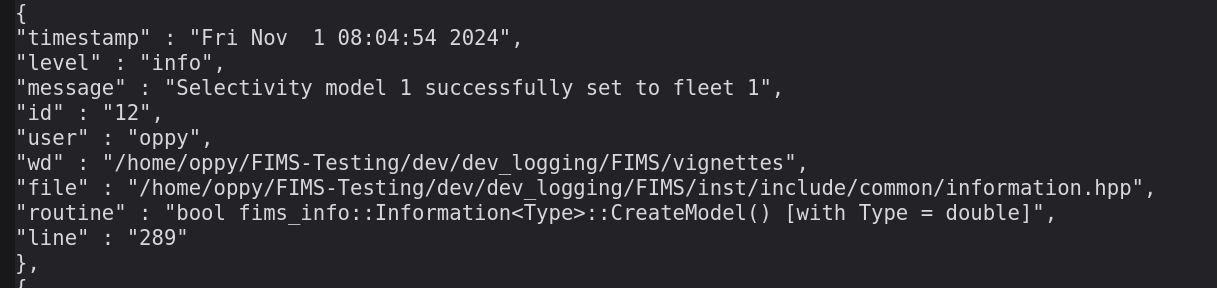 {
"timestamp" : "Fri Nov  1 08:04:54 2024",
"level" : "info",
"message" : "Selectivity model 1 successfully set to fleet 1",
"id" : "12",
"user" : "oppy",
"wd" : "/home/oppy/FIMS-Testing/dev/dev_logging/FIMS/vignettes",
"file" : "/home/oppy/FIMS-Testing/dev/dev_logging/FIMS/inst/include/common/information.hpp",
"routine" : "bool fims_info::Information<Type>::CreateModel() [with Type = double]",
"line" : "289"
},
{